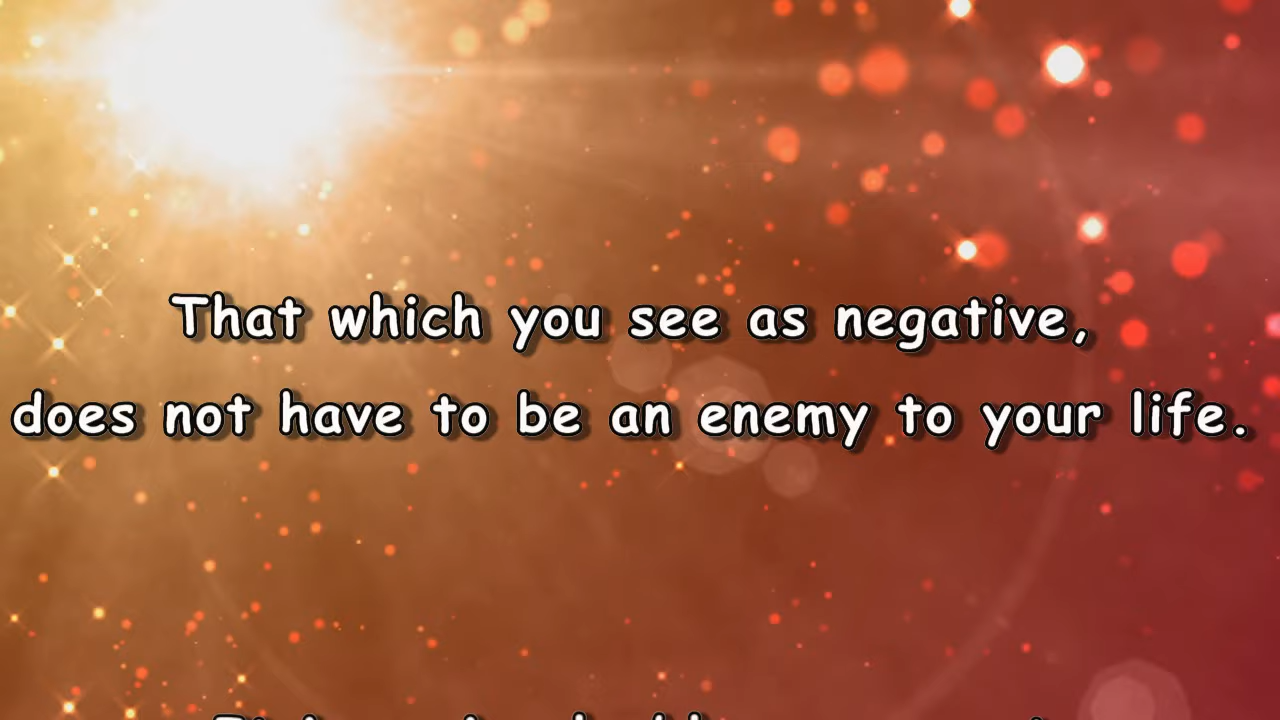 That which you see as negative,
does not have to be an enemy to your life.